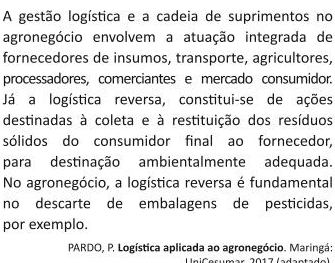 A gestão logística e a cadeia de suprimentos no
agronegócio envolvem a atuação integrada de
fornecedores de insumos, transporte, agricultores,
processadores, comerciantes e mercado consumidor.
Já a logística reversa, constitui-se de ações
destinadas à coleta e à restituição dos resíduos
sólidos do consumidor final ao fornecedor,
para destinação ambientalmente adequada.
No agronegócio, a logística reversa é fundamental
no descarte de embalagens de pesticidas,
por exemplo.
PARDO, P. Logística aplicada ao agronegócio. Maringá:
UniCesumar, 2017 (adaptado).